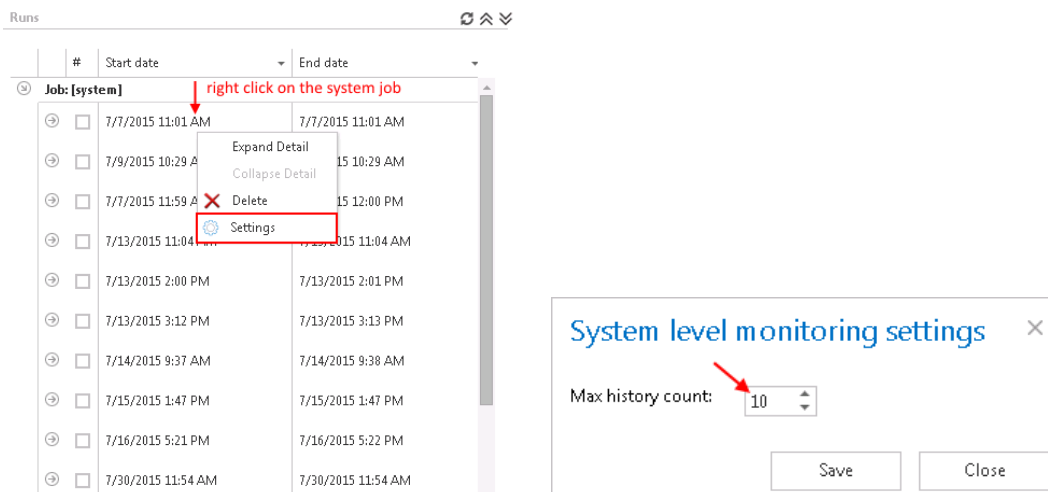 Runs
# Start date End date
Job: [system] right click on the system job
7/7/2015 11:01 AM 7/7/2015 11:01 AM
Expand Detail
7/9/2015 10:29 A 15 10:29 AM
Collapse Detail
7/7/2015 11:59 A Delete 15 12:00 PM
Settings
7/13/2015 11:04 015 11:04 AM
7/13/2015 2:00 PM 7/13/2015 2:01 PM
7/13/2015 3:12 PM 7/13/2015 3:13 PM
7/14/2015 9:37 AM 7/14/2015 9:38 AM
7/15/2015 1:47 PM 7/15/2015 1:47 PM
7/16/2015 5:21 PM 7/16/2015 5:22 PM
7/30/2015 11:54 AM 7/30/2015 11:54 AM
System level monitoring settings
Max history count: 10
Save Close